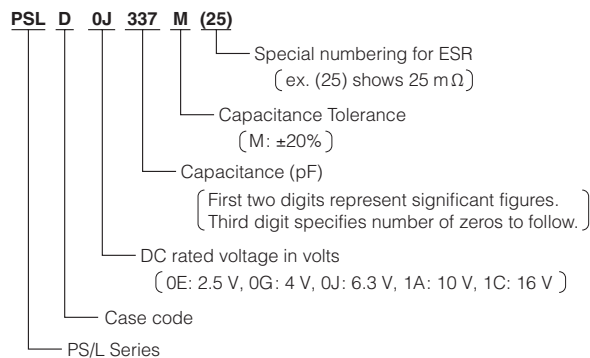 PSL D 0J 337 M (25)
Special numbering for ESR
(ex. (25) shows 25 mΩ)
Capacitance Tolerance
(M: ±20%)
Capacitance (pF)
(First two digits represent significant figures.
Third digit specifies number of zeros to follow.)
DC rated voltage in volts
(0E: 2.5 V, 0G: 4 V, 0J: 6.3 V, 1A: 10 V, 1C: 16 V)
Case code
PS/L Series